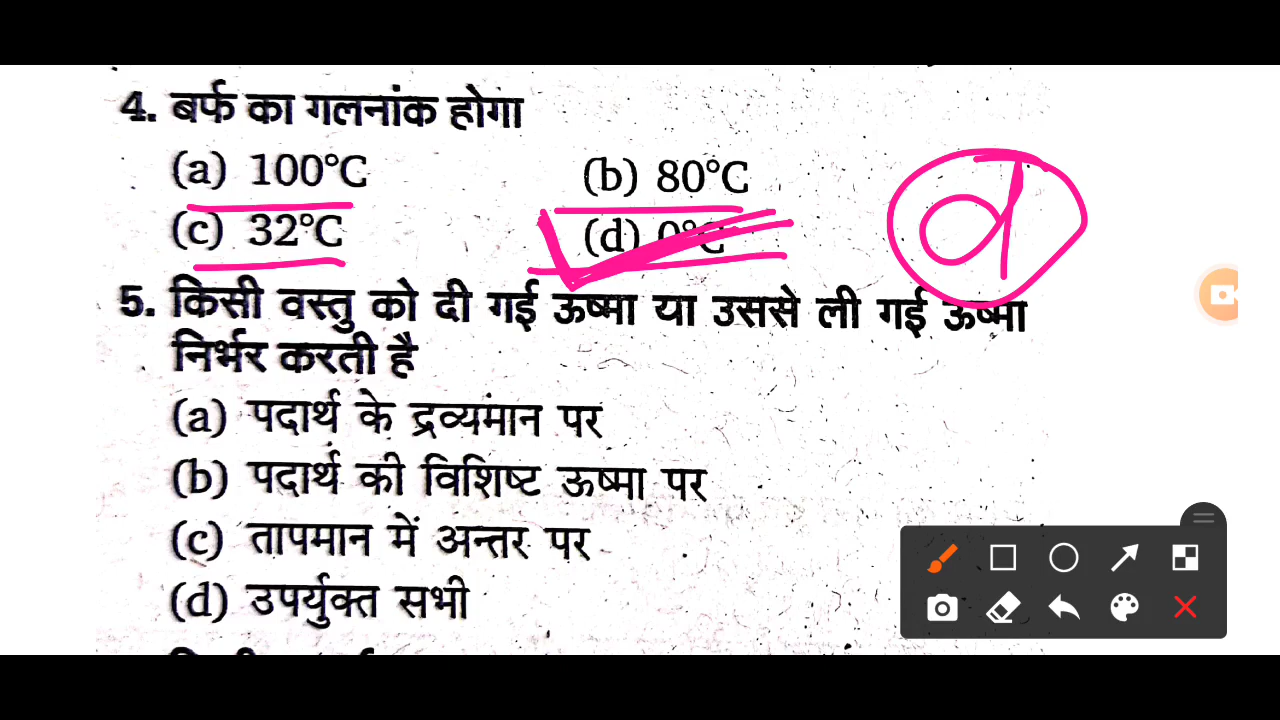 4. बर्फ का गलनांक होगा
(a) 100°C (b) 80°C
(c) 32°C (d) 0°C
d
5. किसी वस्तु को दी गई ऊष्मा या उससे ली गई ऊष्मा
निर्भर करती है
(a) पदार्थ के द्रव्यमान पर
(b) पदार्थ की विशिष्ट ऊष्मा पर
(c) तापमान में अन्तर पर
(d) उपर्युक्त सभी